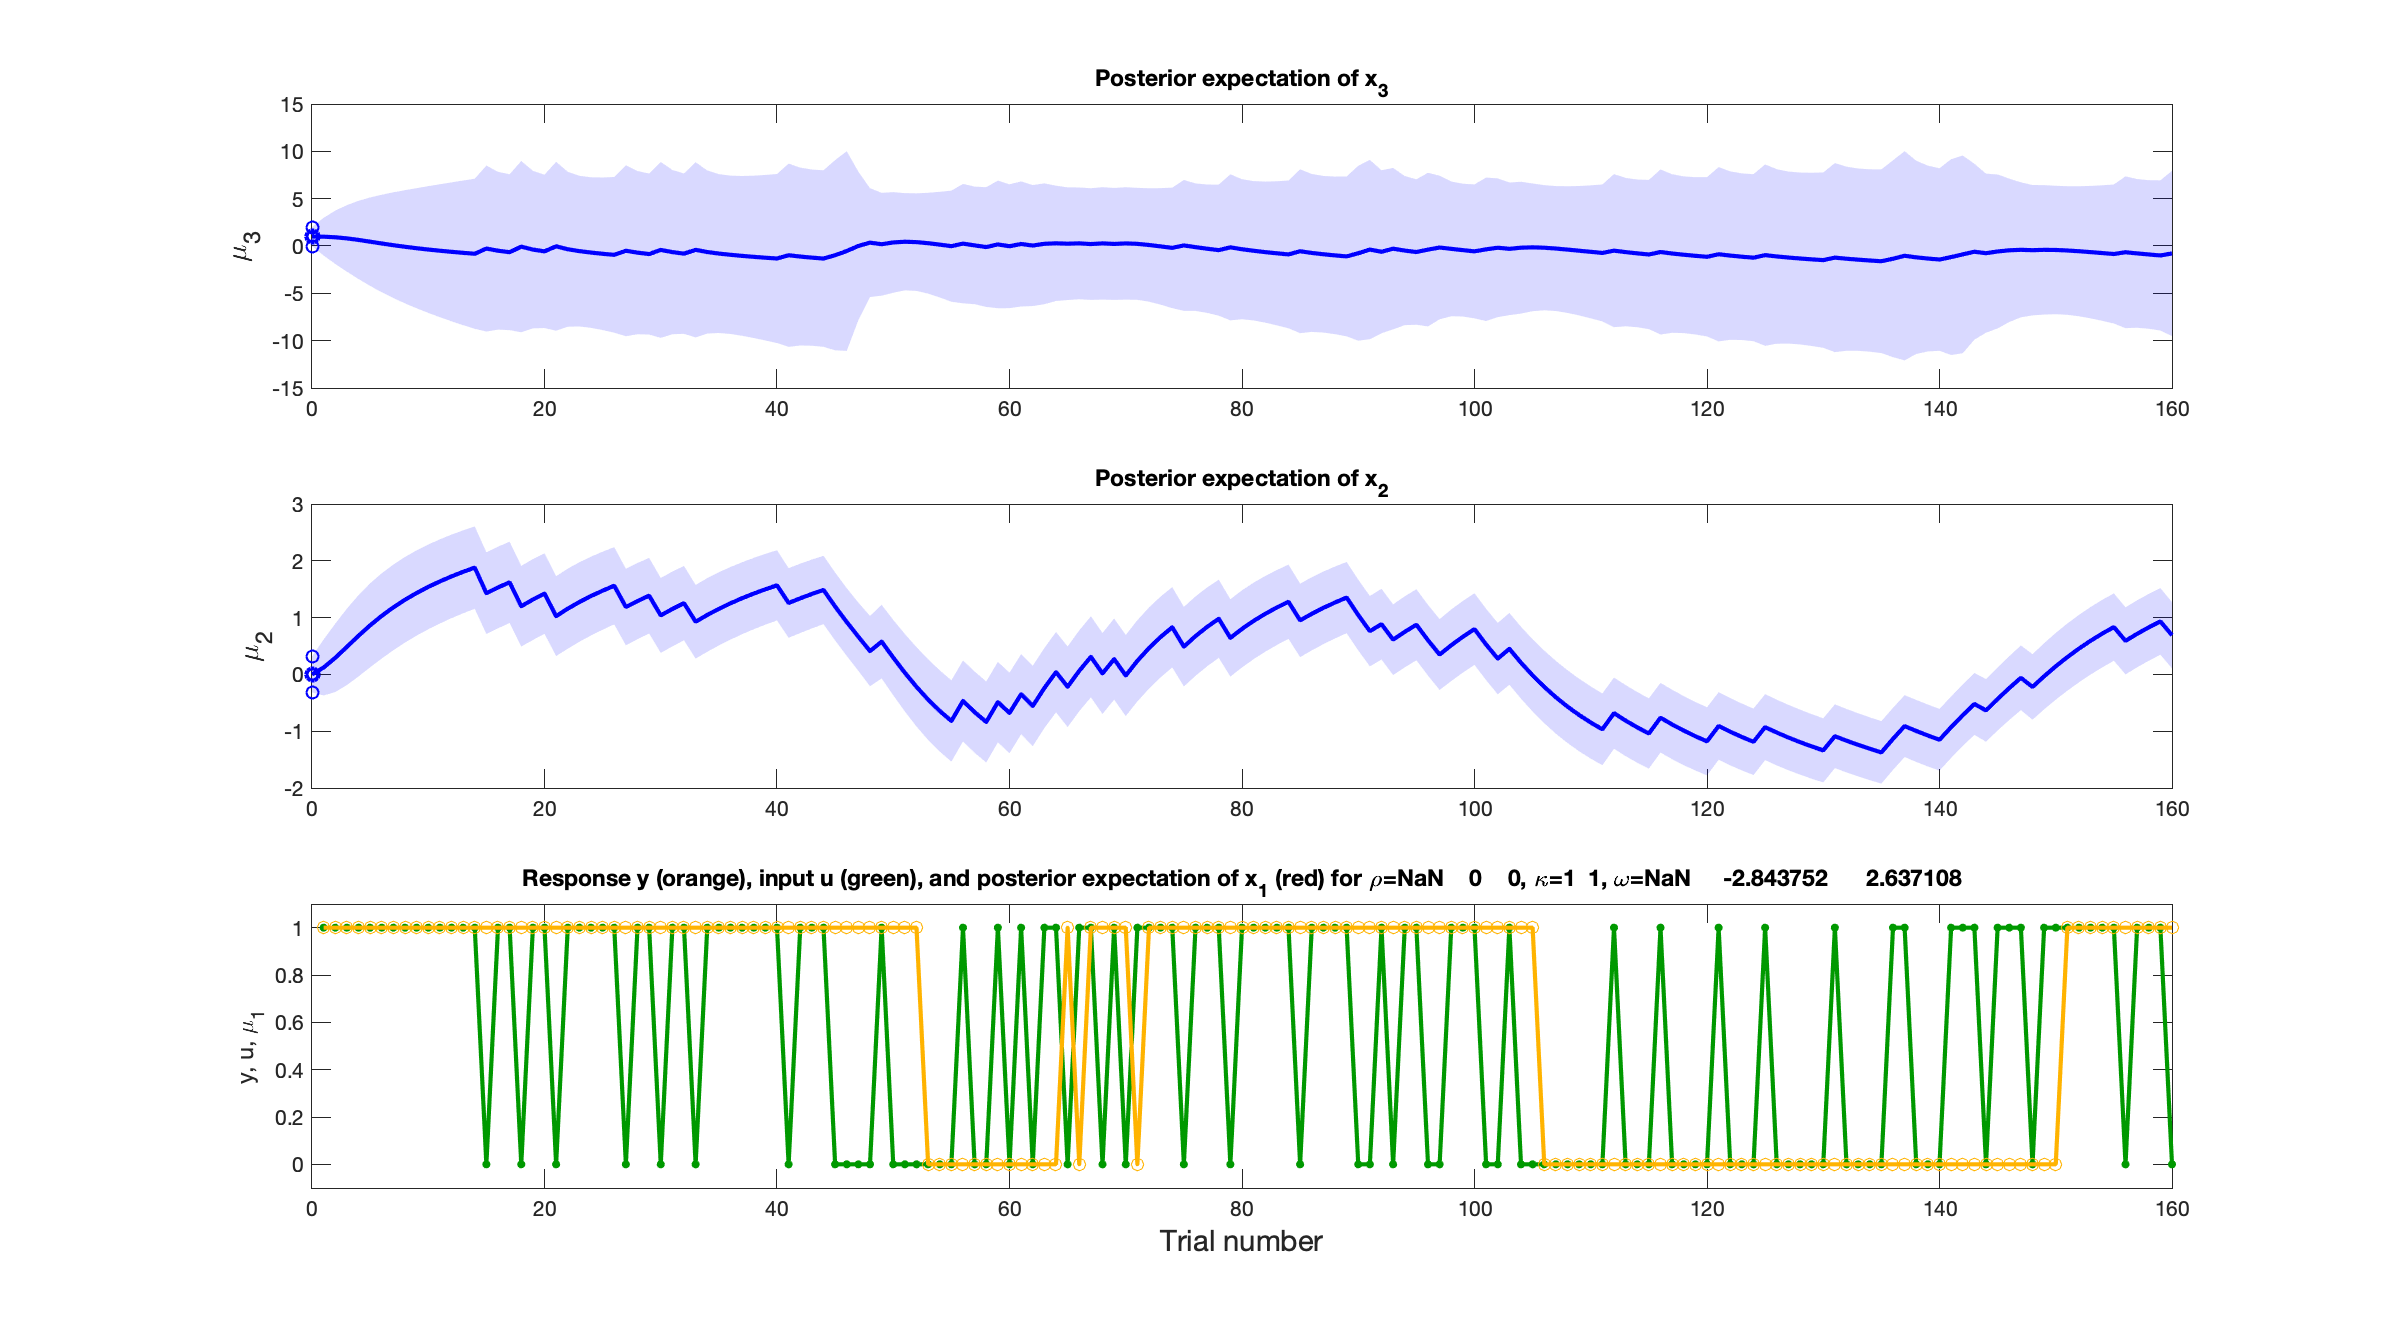 Posterior expectation of x3
15
10
5
0
-5
-10
-15
μ3
0 20 40 60 80 100 120 140 160
Posterior expectation of x2
3
2
1
0
-1
-2
μ2
0 20 40 60 80 100 120 140 160
Response y (orange), input u (green), and posterior expectation of x1 (red) for ρ=NaN 0 0, κ=1 1, ω=NaN -2.843752 2.637108
1
0.8
0.6
0.4
0.2
0
y, u, μ1
0 20 40 60 80 100 120 140 160
Trial number